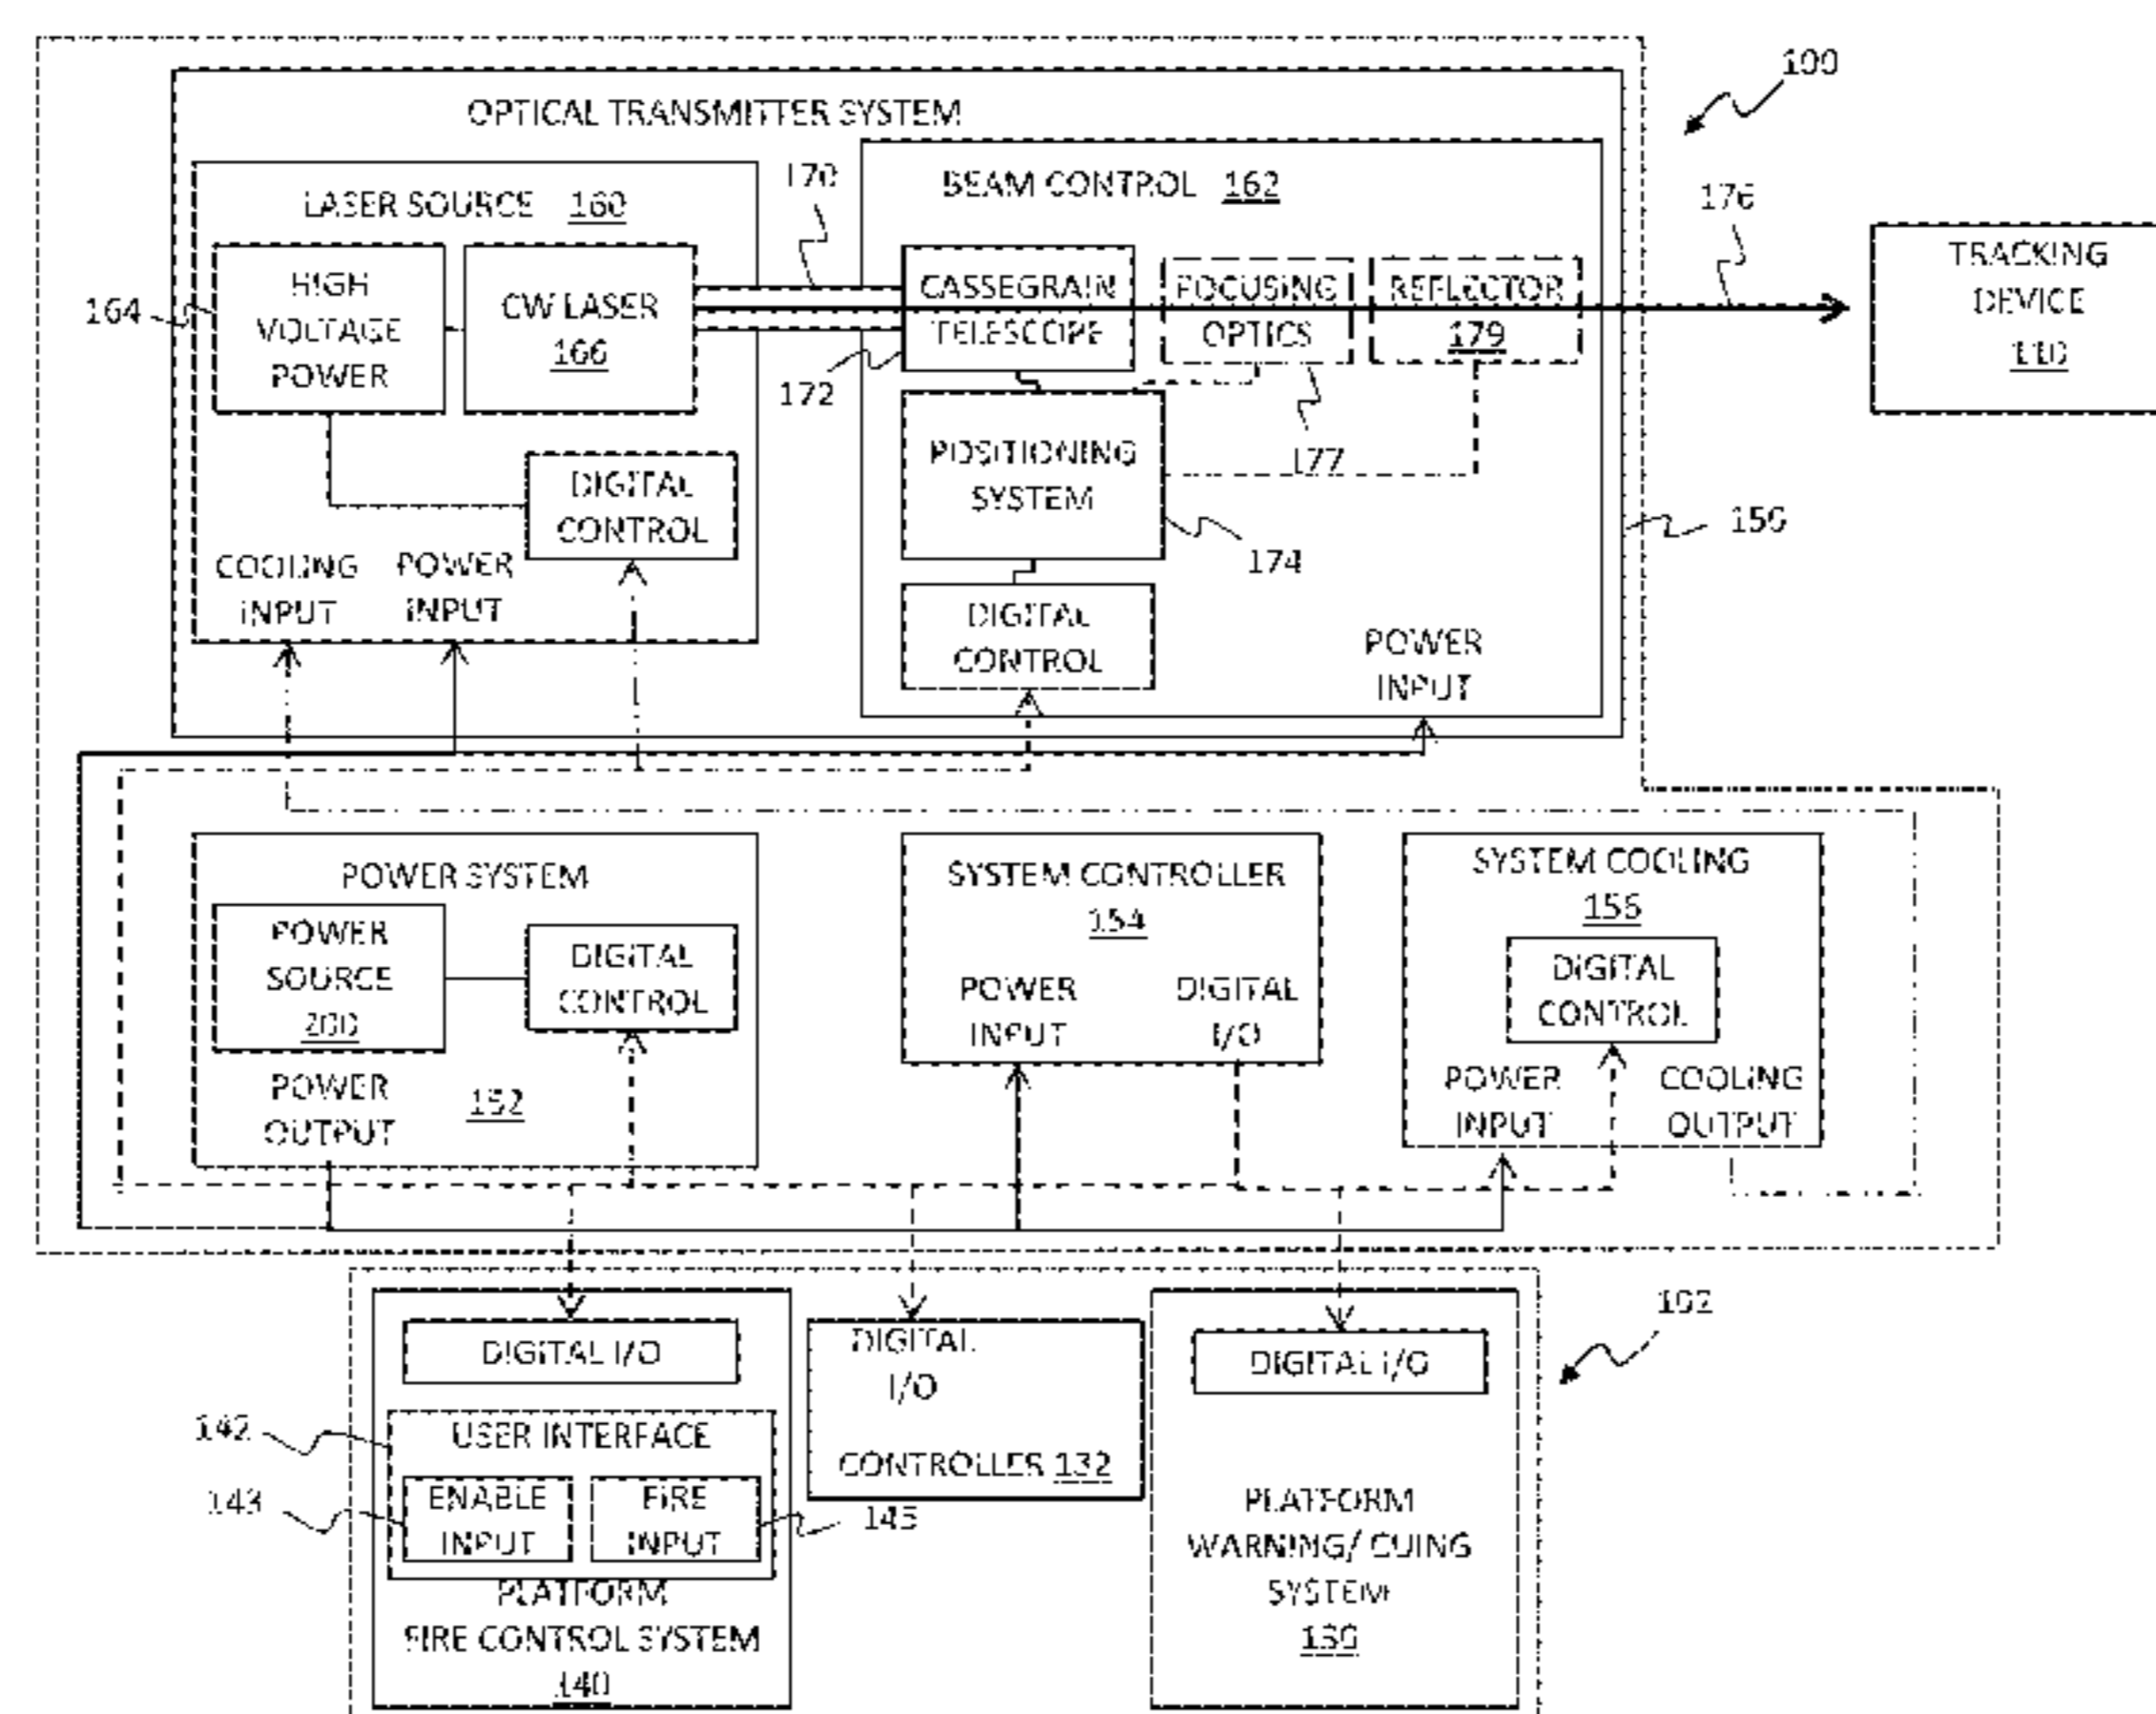 100
OPTICAL TRANSMITTER SYSTEM
LASER SOURCE 160
170
BEAM CONTROL 162
176
164
HIGH
VOLTAGE
POWER
CW LASER
166
CASSEGRAIN
TELESCOPE
FOCUSING
OPTICS
REFLECTOR
179
TRACKING
DEVICE
110
172
177
POSITIONING
SYSTEM
174
150
DIGITAL
CONTROL
COOLING
INPUT
POWER
INPUT
DIGITAL
CONTROL
POWER
INPUT
POWER SYSTEM
POWER
SOURCE
200
DIGITAL
CONTROL
POWER
OUTPUT
152
SYSTEM CONTROLLER
154
POWER
INPUT
DIGITAL
I/O
SYSTEM COOLING
156
DIGITAL
CONTROL
POWER
INPUT
COOLING
OUTPUT
102
DIGITAL I/O
142
USER INTERFACE
143
ENABLE
INPUT
FIRE
INPUT
145
PLATFORM
FIRE CONTROL SYSTEM
140
DIGITAL
I/O
CONTROLLER 132
DIGITAL I/O
PLATFORM
WARNING/ CUING
SYSTEM
130